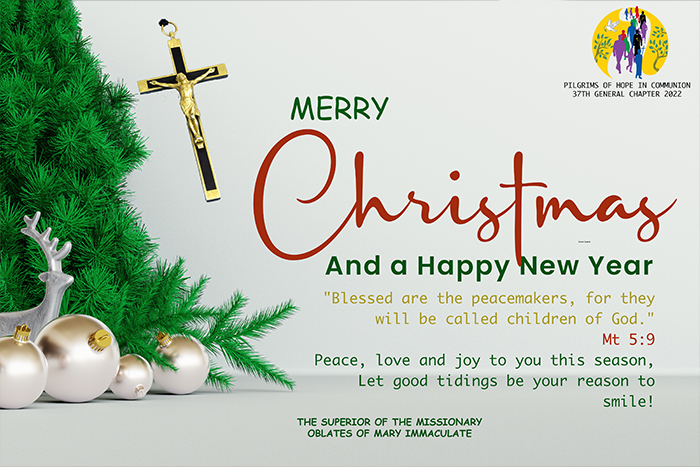 PILGRIMS OF HOPE IN COMMUNION
37TH GENERAL CHAPTER 2022
MERRY
Christmas
And a Happy New Year
"Blessed are the peacemakers, for they
will be called children of God."
Mt 5:9
Peace, love and joy to you this season,
Let good tidings be your reason to
smile!
THE SUPERIOR OF THE MISSIONARY
OBLATES OF MARY IMMACULATE